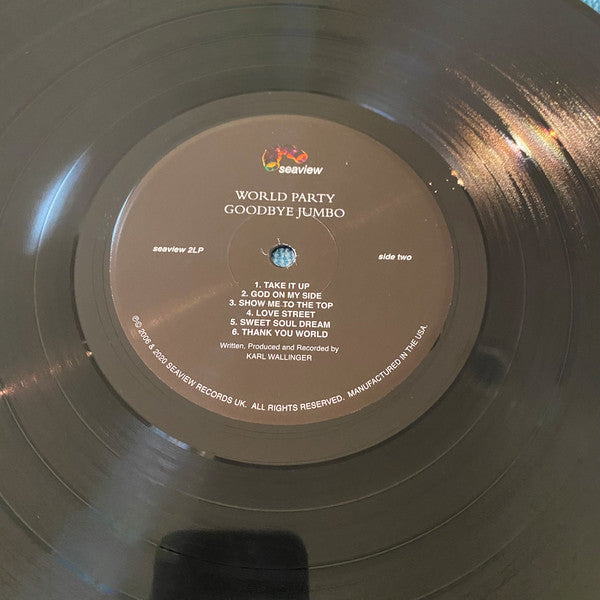 seaview
WORLD PARTY
GOODBYE JUMBO
seaview 2LP
side two
1. TAKE IT UP
2. GOD ON MY SIDE
3. SHOW ME TO THE TOP
4. LOVE STREET
5. SWEET SOUL DREAM
6. THANK YOU WORLD
Written, Produced and Recorded by
KARL WALLINGER
℗© 2006 & 2020 SEAVIEW RECORDS UK. ALL RIGHTS RESERVED. MANUFACTURED IN THE USA.